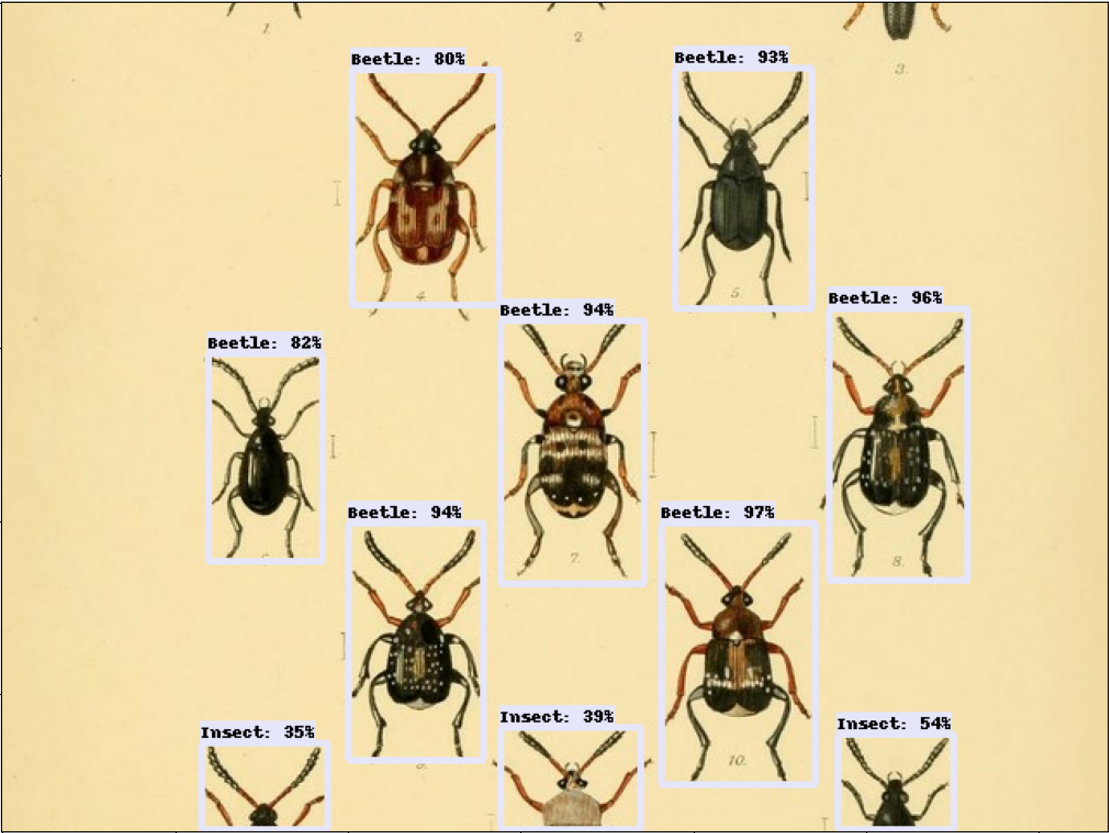 1.
2.
3.
Beetle: 80%
Beetle: 93%
4.
5.
Beetle: 94%
Beetle: 96%
Beetle: 82%
7.
8.
Beetle: 94%
Beetle: 97%
9.
10.
Insect: 35%
Insect: 39%
Insect: 54%